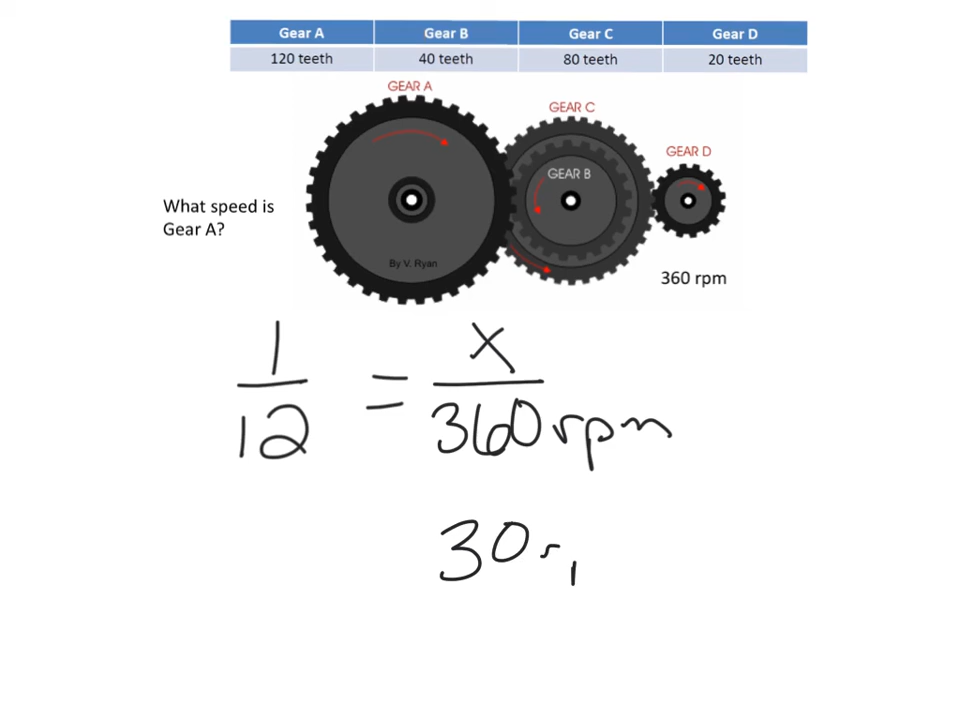 Gear A Gear B Gear C Gear D
120 teeth 40 teeth 80 teeth 20 teeth
GEAR A
GEAR C
GEAR D
GEAR B
What speed is
Gear A?
By V. Ryan
360 rpm
1 x
= 
12 360 rpm
30 r